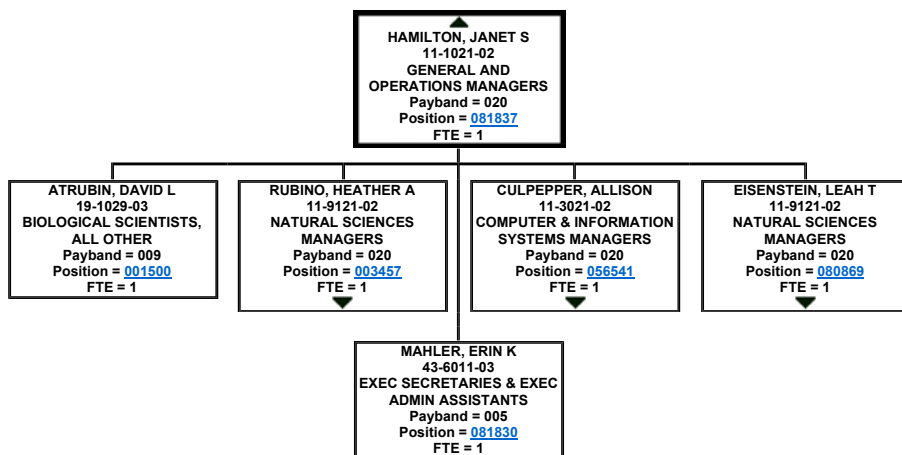 HAMILTON, JANET S
11-1021-02
GENERAL AND
OPERATIONS MANAGERS
Payband = 020
Position = 081837
FTE = 1
ATRUBIN, DAVID L
19-1029-03
BIOLOGICAL SCIENTISTS,
ALL OTHER
Payband = 009
Position = 001500
FTE = 1
RUBINO, HEATHER A
11-9121-02
NATURAL SCIENCES
MANAGERS
Payband = 020
Position = 003457
FTE = 1
CULPEPPER, ALLISON
11-3021-02
COMPUTER & INFORMATION
SYSTEMS MANAGERS
Payband = 020
Position = 056541
FTE = 1
EISENSTEIN, LEAH T
11-9121-02
NATURAL SCIENCES
MANAGERS
Payband = 020
Position = 080869
FTE = 1
MAHLER, ERIN K
43-6011-03
EXEC SECRETARIES & EXEC
ADMIN ASSISTANTS
Payband = 005
Position = 081830
FTE = 1